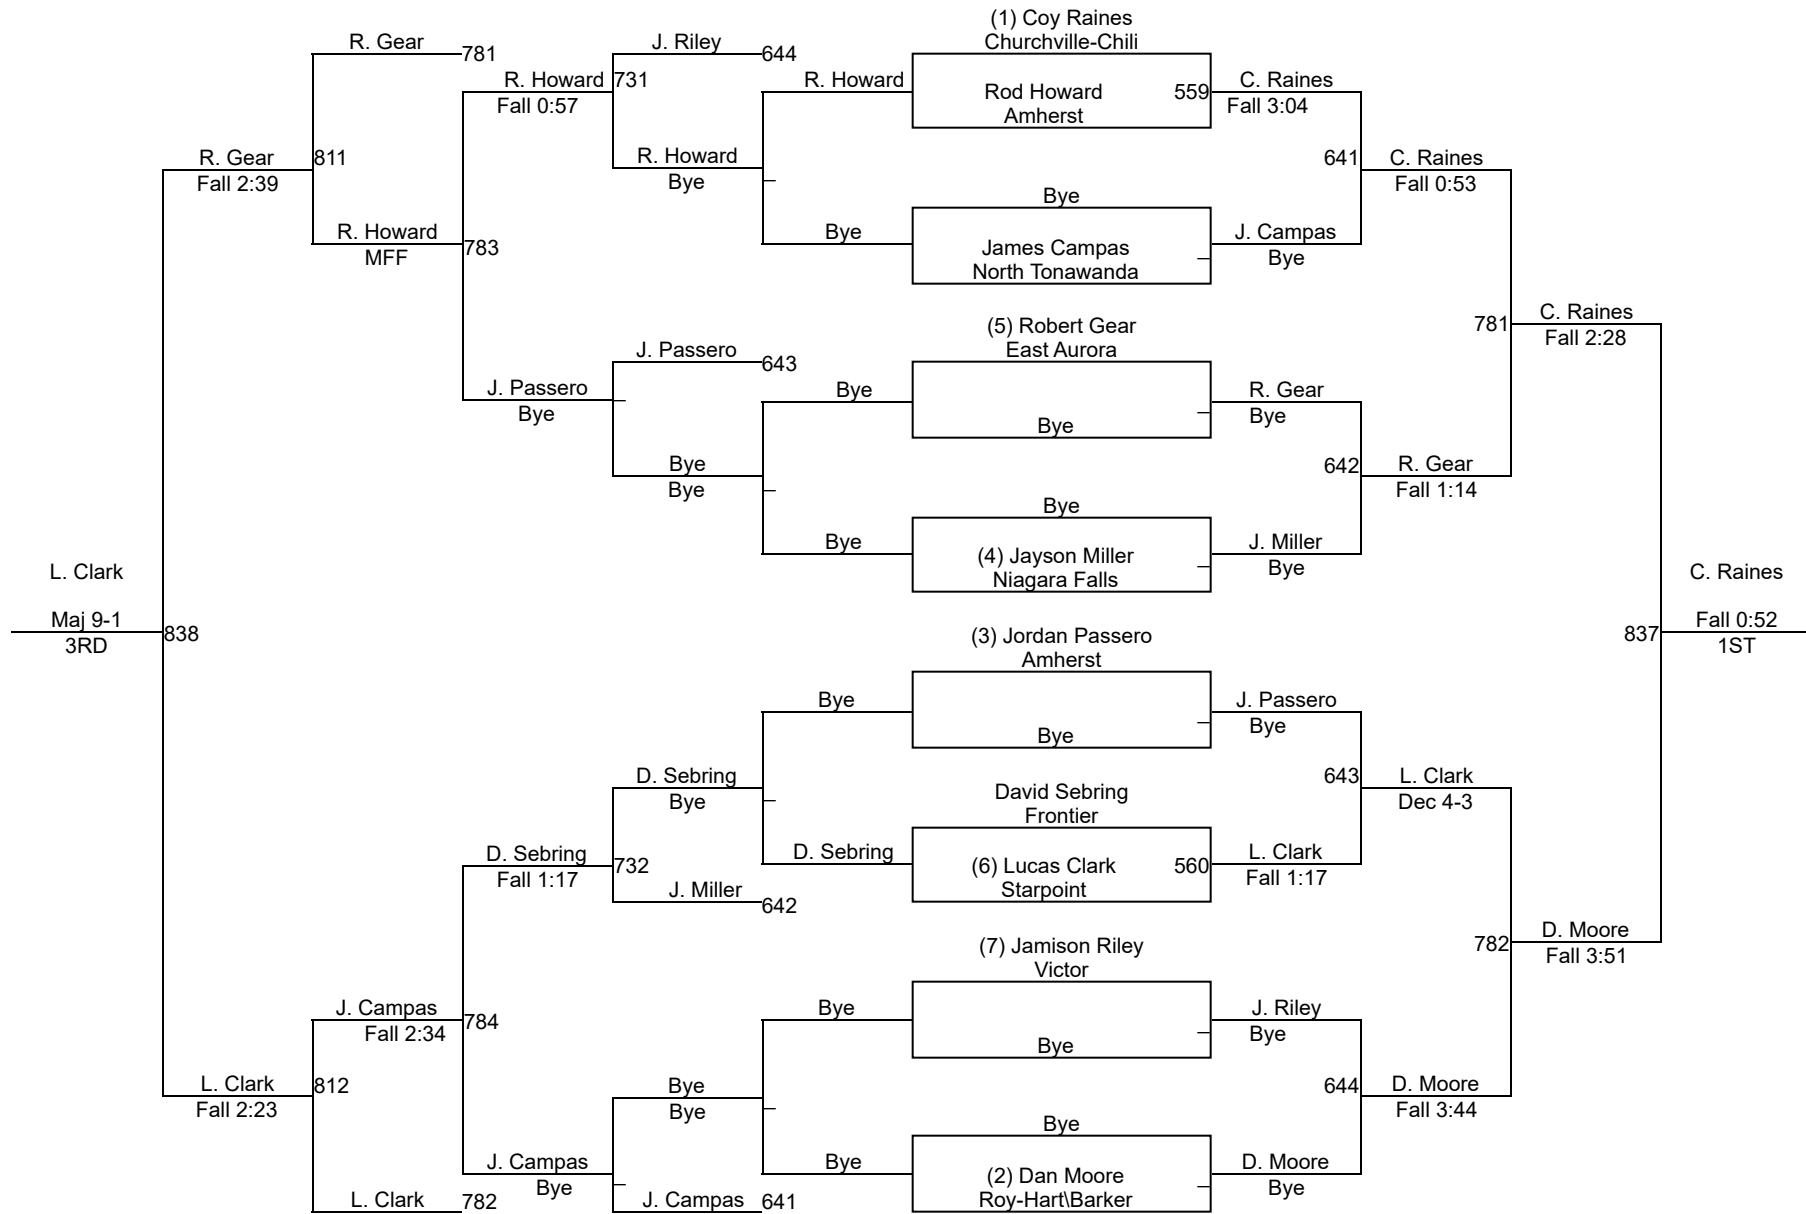 (1) Coy Raines
R. Gear
J. Riley
Churchville-Chili
781
644
R. Howard
731
R. Howard
Rod Howard
559
C. Raines
Fall 0:57
Amherst
Fall 3:04
R. Gear
811
R. Howard
641
C. Raines
Fall 2:39
Bye
Fall 0:53
Bye
R. Howard
Bye
J. Campas
MFF
783
James Campas
Bye
North Tonawanda
C. Raines
(5) Robert Gear
781
Fall 2:28
J. Passero
East Aurora
643
J. Passero
Bye
R. Gear
Bye
Bye
Bye
Bye
642
R. Gear
Bye
Fall 1:14
Bye
Bye
J. Miller
(4) Jayson Miller
Bye
L. Clark
Niagara Falls
C. Raines
Maj 9-1
838
(3) Jordan Passero
837
Fall 0:52
3RD
Amherst
1ST
Bye
J. Passero
Bye
Bye
D. Sebring
643
L. Clark
Bye
David Sebring
Dec 4-3
Frontier
D. Sebring
D. Sebring
L. Clark
Fall 1:17
732
(6) Lucas Clark
560
Fall 1:17
J. Miller
Starpoint
642
(7) Jamison Riley
782
D. Moore
Victor
Fall 3:51
J. Campas
Bye
J. Riley
Fall 2:34
784
Bye
Bye
L. Clark
812
Bye
644
D. Moore
Fall 2:23
Bye
Fall 3:44
Bye
J. Campas
Bye
D. Moore
Bye
(2) Dan Moore
Bye
L. Clark
782
J. Campas
641
Roy-Hart\Barker